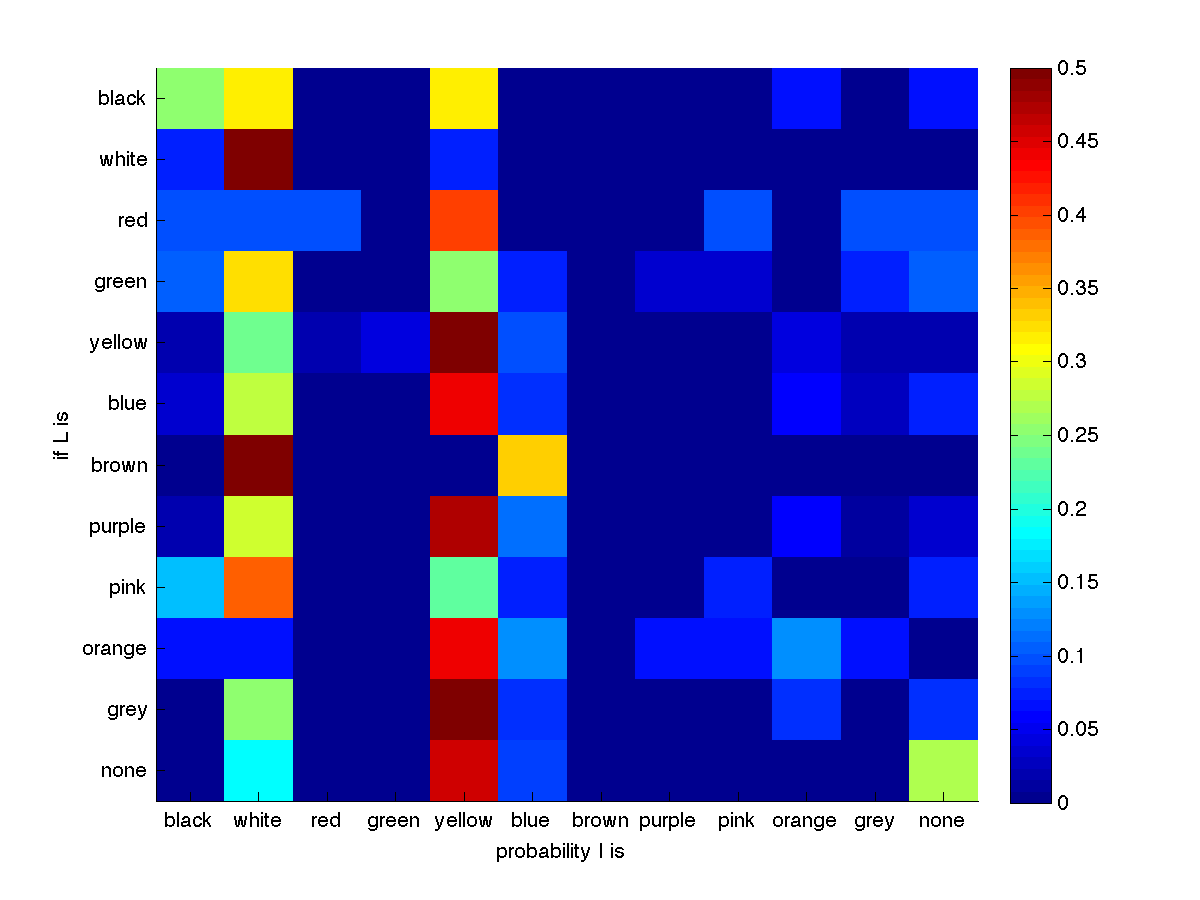 black
white
red
green
yellow
blue
brown
purple
pink
orange
grey
none
if L is
black white red green yellow blue brown purple pink orange grey none
probability I is
0.5
0.45
0.4
0.35
0.3
0.25
0.2
0.15
0.1
0.05
0